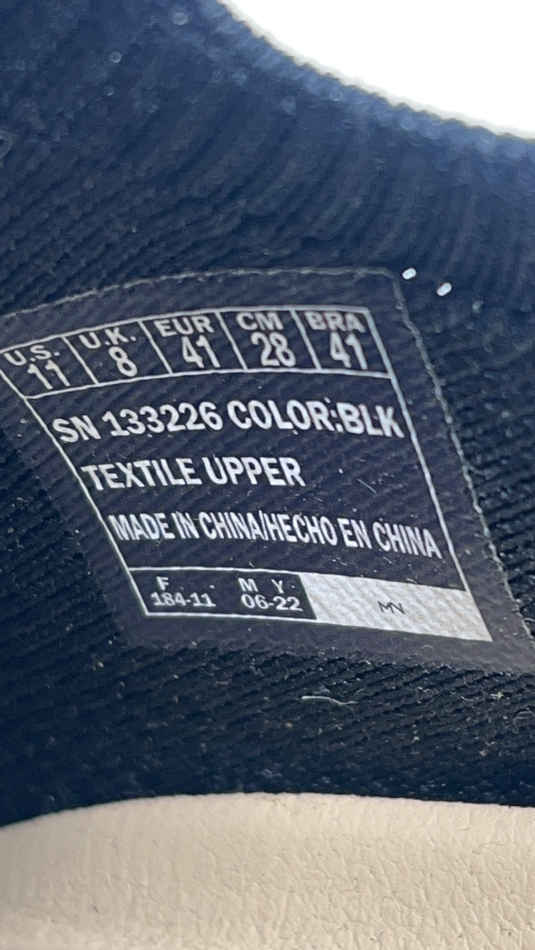 U.S. U.K. EUR CM BRA
11 8 41 28 41
SN 133226 COLOR:BLK
TEXTILE UPPER
MADE IN CHINA/HECHO EN CHINA
F. M Y
184-11 06-22 MV